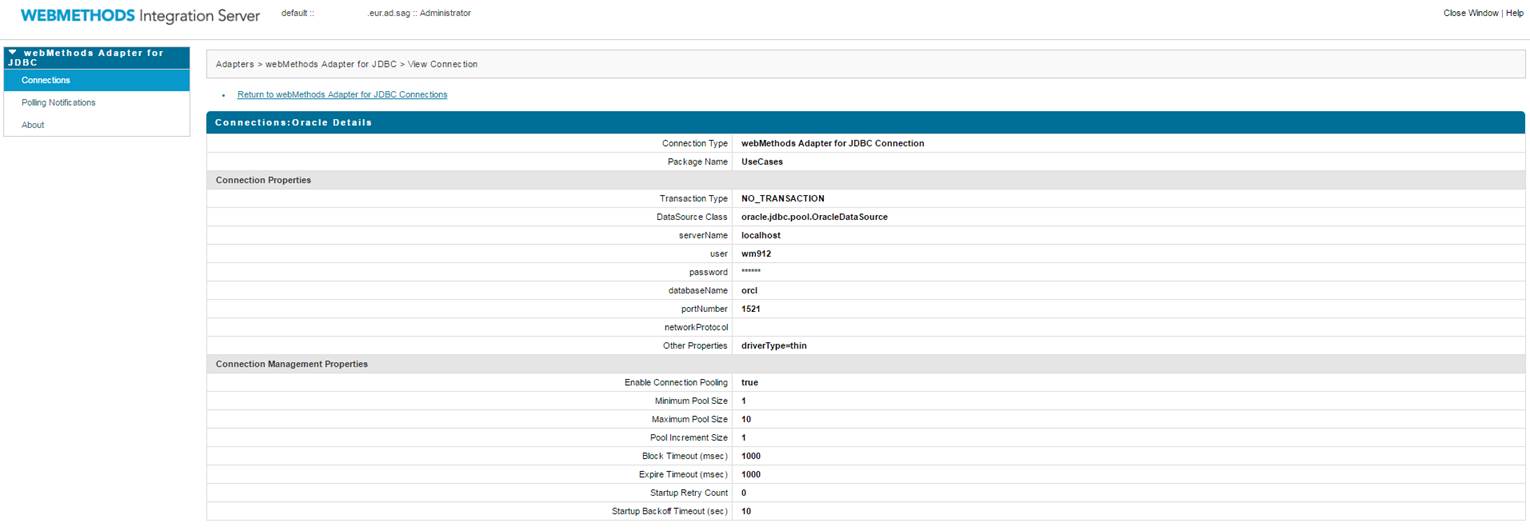 WEBMETHODS Integration Server default :: .eur.ad.sag :: Administrator Close Window | Help
webMethods Adapter for JDBC
Connections
Polling Notifications
About
Adapters > webMethods Adapter for JDBC > View Connection
Return to webMethods Adapter for JDBC Connections
Connections:Oracle Details
Connection Type webMethods Adapter for JDBC Connection
Package Name UseCases
Connection Properties
Transaction Type NO_TRANSACTION
DataSource Class oracle.jdbc.pool.OracleDataSource
serverName localhost
user wm912
password ******
databaseName orcl
portNumber 1521
networkProtocol
Other Properties driverType=thin
Connection Management Properties
Enable Connection Pooling true
Minimum Pool Size 1
Maximum Pool Size 10
Pool Increment Size 1
Block Timeout (msec) 1000
Expire Timeout (msec) 1000
Startup Retry Count 0
Startup Backoff Timeout (sec) 10